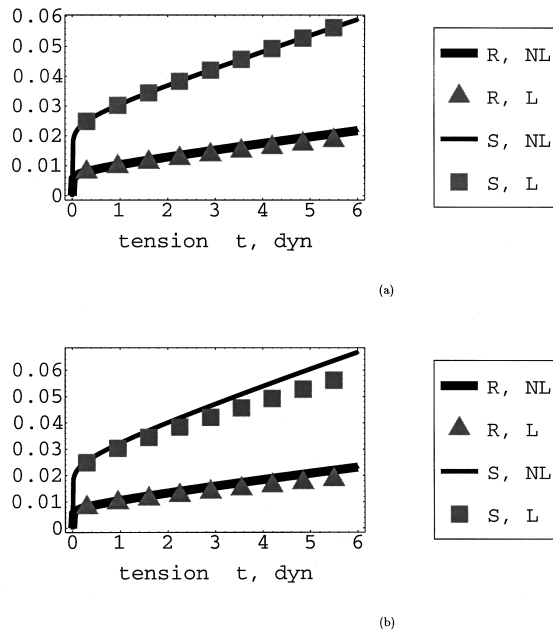 0.06
0.05
0.04
0.03
0.02
0.01
0
0 1 2 3 4 5 6
tension t, dyn
R, NL
R, L
S, NL
S, L
(a)
0.06
0.05
0.04
0.03
0.02
0.01
0
0 1 2 3 4 5 6
tension t, dyn
R, NL
R, L
S, NL
S, L
(b)